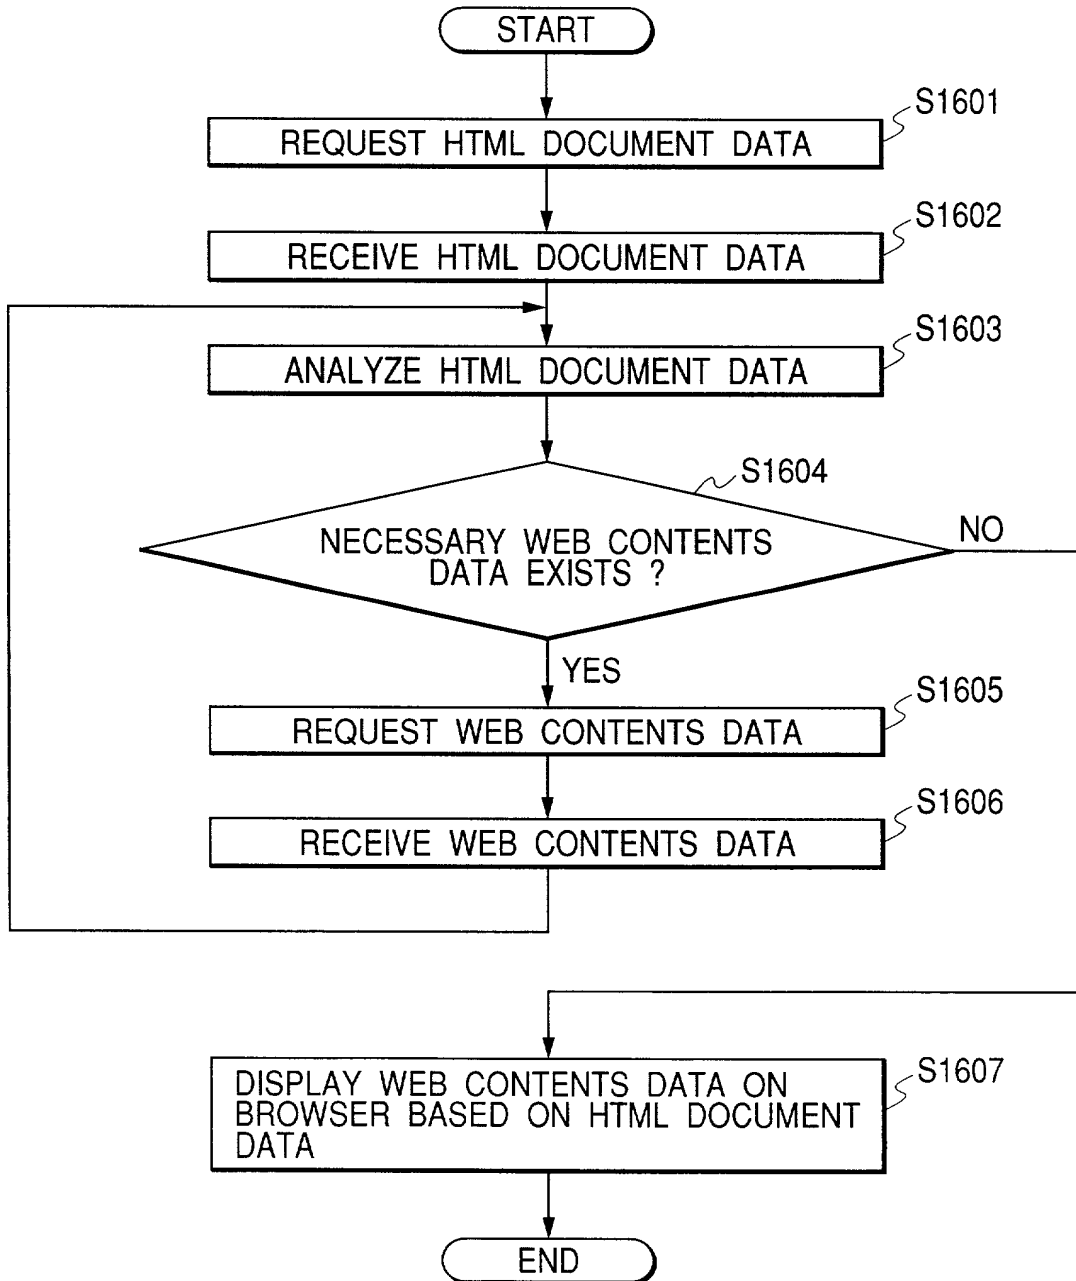 START
S1601
REQUEST HTML DOCUMENT DATA
S1602
RECEIVE HTML DOCUMENT DATA
S1603
ANALYZE HTML DOCUMENT DATA
S1604
NECESSARY WEB CONTENTS
DATA EXISTS ?
NO
YES
S1605
REQUEST WEB CONTENTS DATA
S1606
RECEIVE WEB CONTENTS DATA
S1607
DISPLAY WEB CONTENTS DATA ON
BROWSER BASED ON HTML DOCUMENT
DATA
END